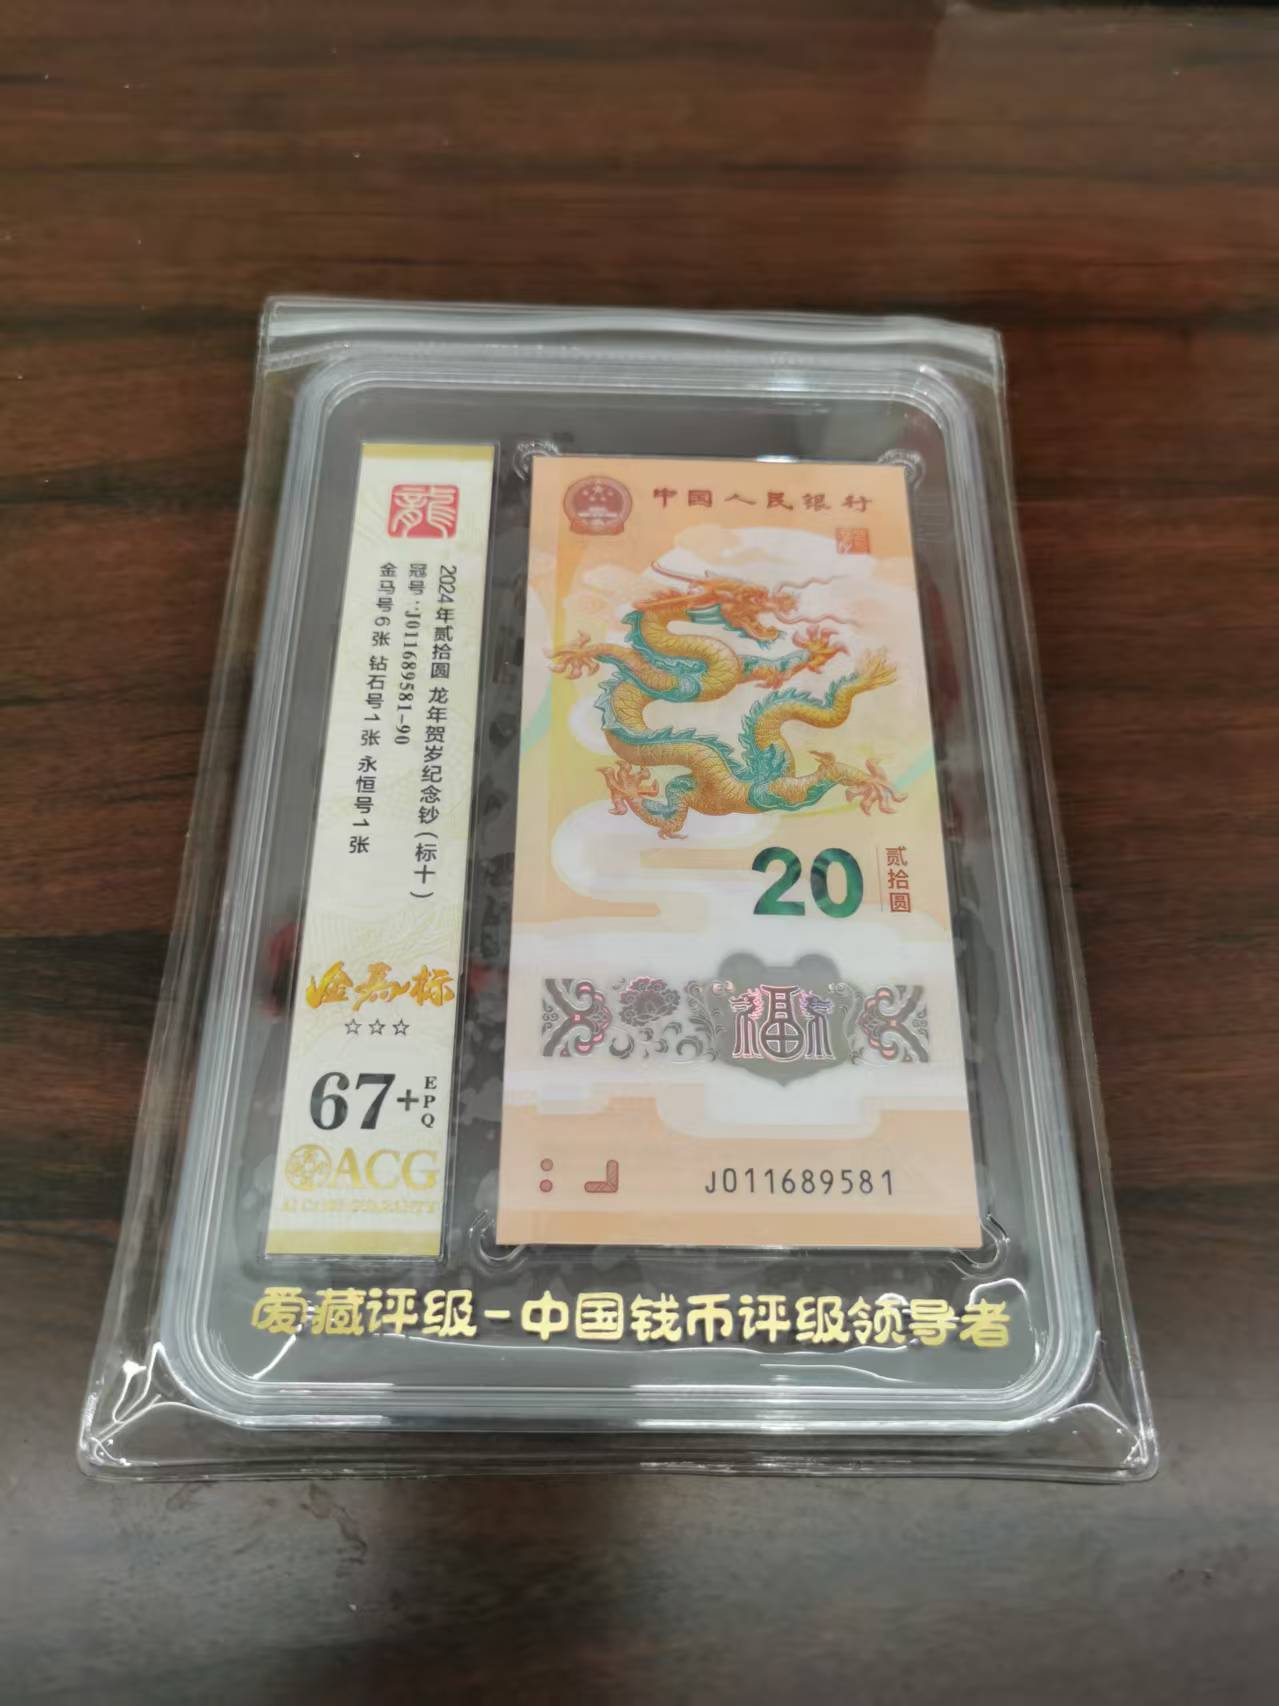 龍
2024年贰拾圆 龙年贺岁纪念钞(标十)
冠号:J011689581-90
金马号6张 钻石号1张 永恒号1张
金马标
☆☆☆
67+
EPQ
ACG
中国人民银行
20
贰拾圆
福
J011689581
爱藏评级-中国钱币评级领导者